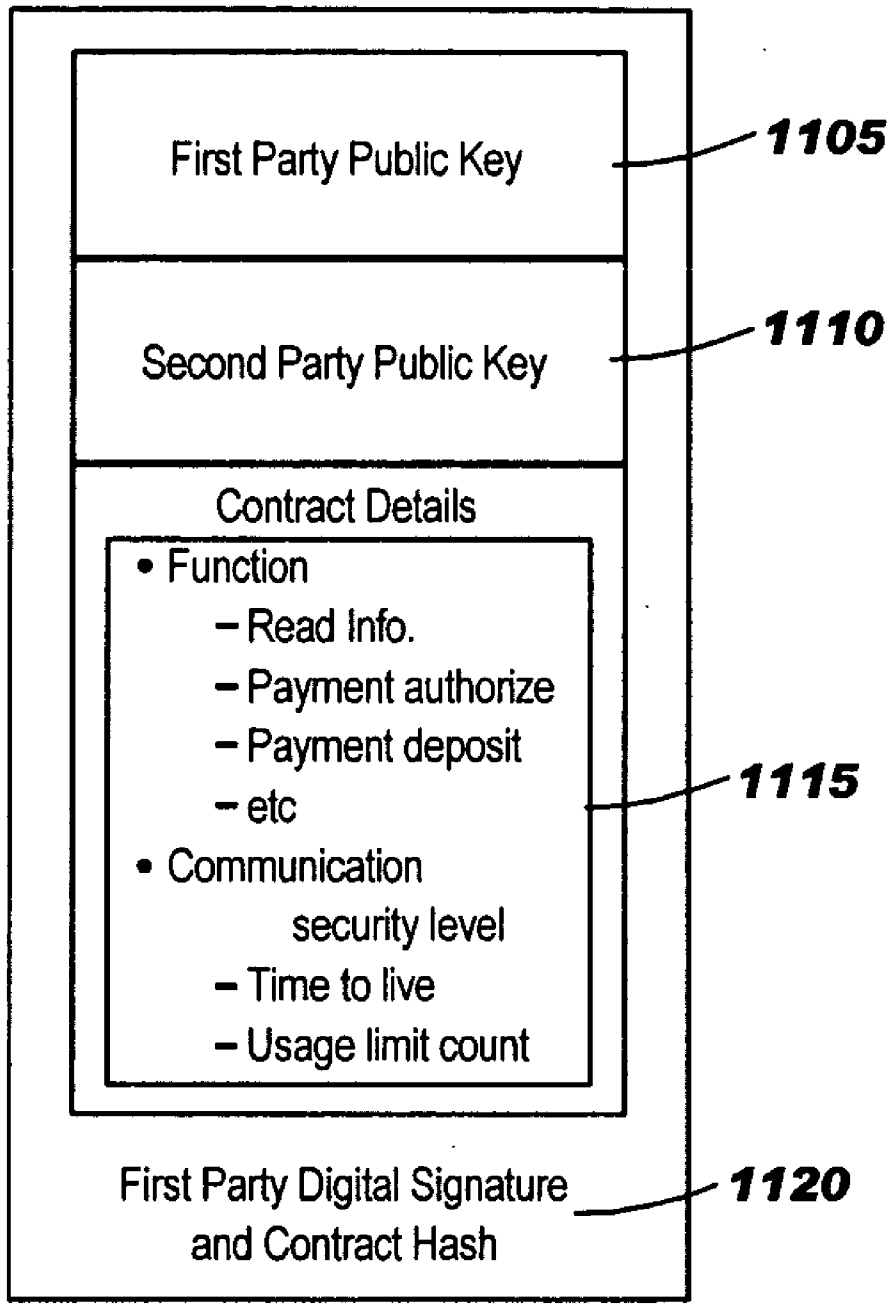 First Party Public Key
1105
Second Party Public Key
1110
Contract Details
• Function
– Read Info.
– Payment authorize
– Payment deposit
– etc
1115
• Communication
security level
– Time to live
– Usage limit count
First Party Digital Signature
1120
and Contract Hash